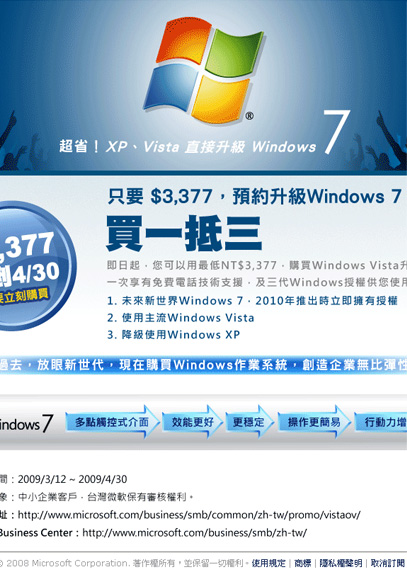 ®
超省！XP、Vista 直接升級 Windows 7
只要 $3,377，預約升級Windows 7
買一抵三
,377
到4/30
立刻購買
即日起，您可以用最低NT$3,377，購買Windows Vista升
一次享有免費電話技術支援，及三代Windows授權供您使用
1. 未來新世界Windows 7，2010年推出時立即擁有授權
2. 使用主流Windows Vista
3. 降級使用Windows XP
過去，放眼新世代，現在購買Windows作業系統，創造企業無比彈性
indows 7
多點觸控式介面
效能更好
更穩定
操作更簡易
行動力增
間：2009/3/12 ~ 2009/4/30
象：中小企業客戶，台灣微軟保有審核權利。
址：http://www.microsoft.com/business/smb/common/zh-tw/promo/vistaov/
Business Center：http://www.microsoft.com/business/smb/zh-tw/
© 2008 Microsoft Corporation. 著作權所有，並保留一切權利。使用規定｜商標｜隱私權聲明｜取消訂閱